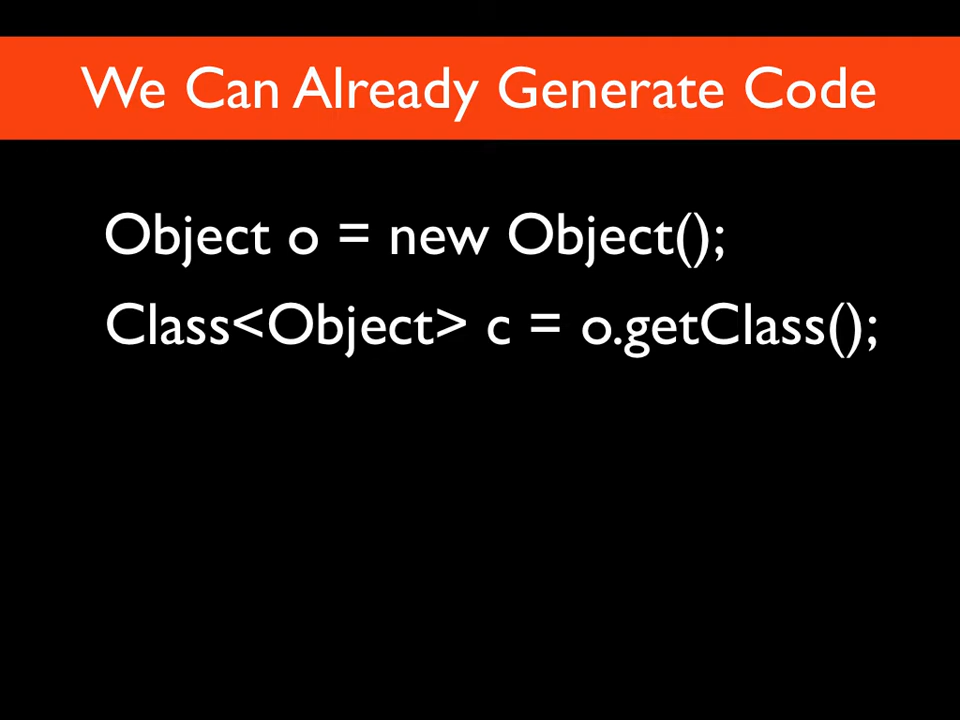 We Can Already Generate Code
Object o = new Object();
Class<Object> c = o.getClass();